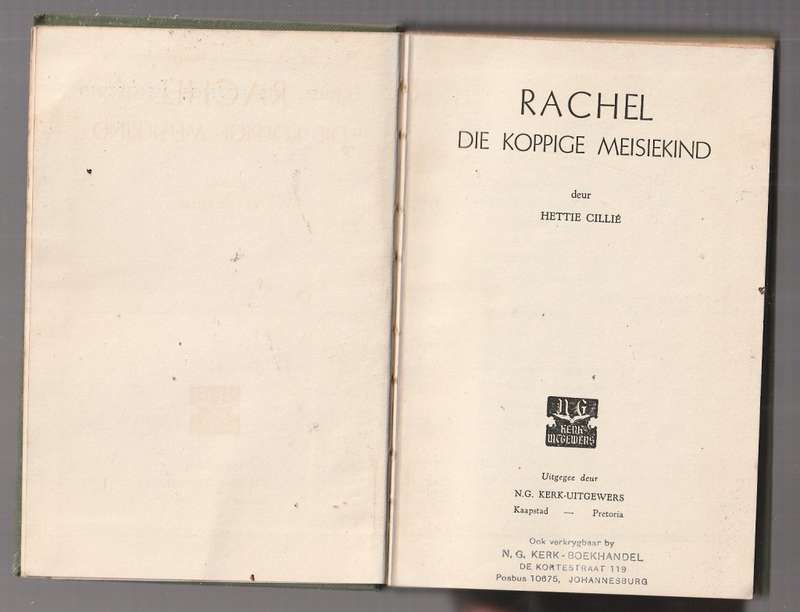 RACHEL
DIE KOPPIGE MEISIEKIND
deur
HETTIE CILLIÉ
N G
KERK-
UITGEWERS
Uitgegee deur
N.G. KERK-UITGEWERS
Kaapstad — Pretoria
Ook verkrygbaar by
N. G. KERK-BOEKHANDEL
DE KORTESTRAAT 119
Posbus 10675, JOHANNESBURG